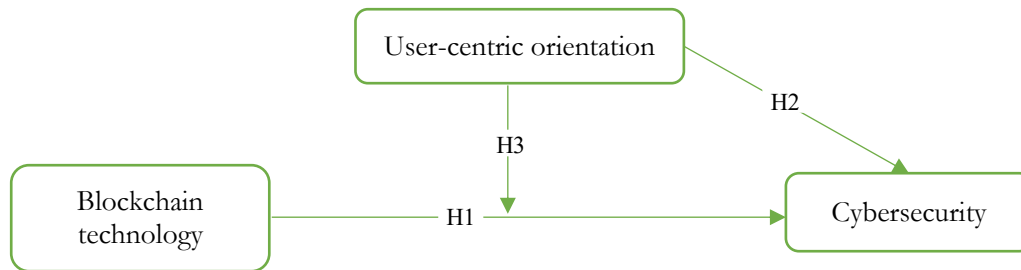 User-centric orientation
H2
H3
Blockchain
technology
H1
Cybersecurity